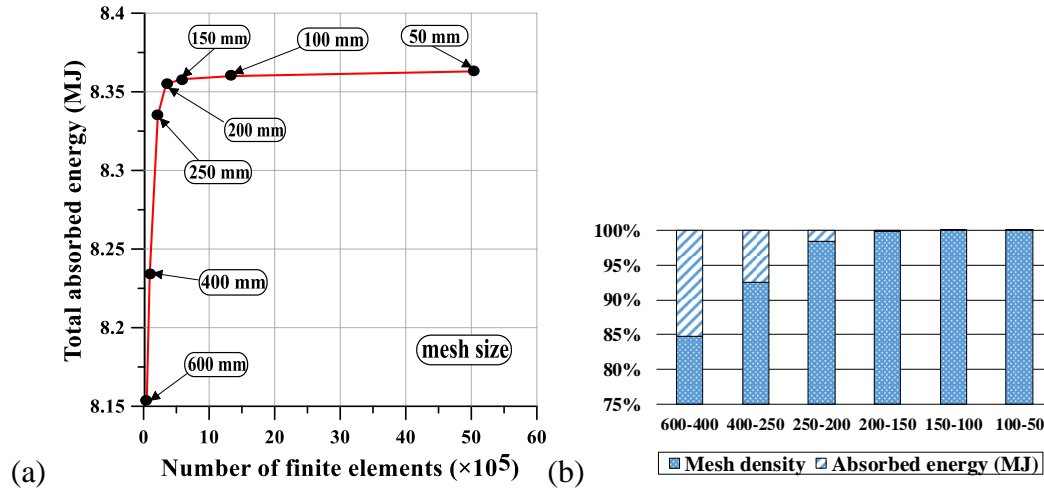 8.4
8.35
8.3
8.25
8.2
8.15
Total absorbed energy (MJ)
150 mm
100 mm
50 mm
200 mm
250 mm
400 mm
600 mm
mesh size
0 10 20 30 40 50 60
Number of finite elements (×10⁵)
(a)
100%
95%
90%
85%
80%
75%
600-400 400-250 250-200 200-150 150-100 100-50
Mesh density Absorbed energy (MJ)
(b)